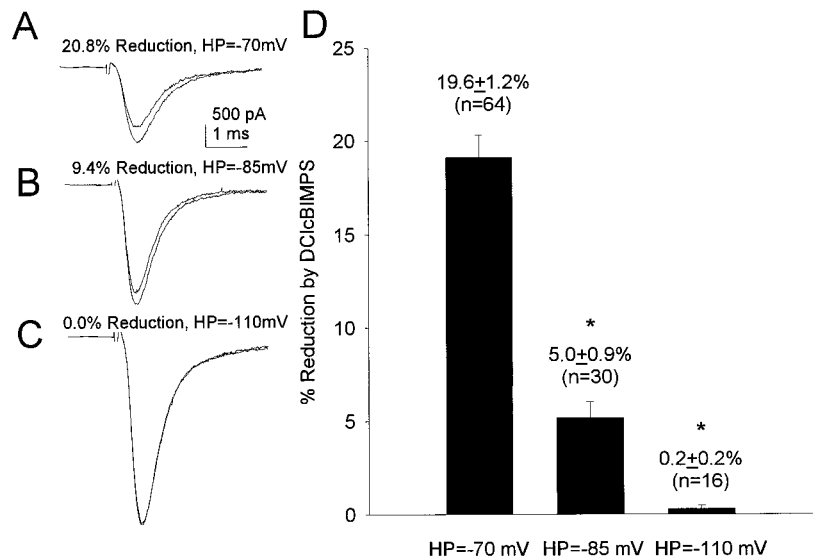 A
20.8% Reduction, HP=-70mV
500 pA
1 ms
B
9.4% Reduction, HP=-85mV
C
0.0% Reduction, HP=-110mV
D
% Reduction by DCIcBIMPS
25
20
15
10
5
0
19.6±1.2%
(n=64)
*
5.0±0.9%
(n=30)
*
0.2±0.2%
(n=16)
HP=-70 mV HP=-85 mV HP=-110 mV